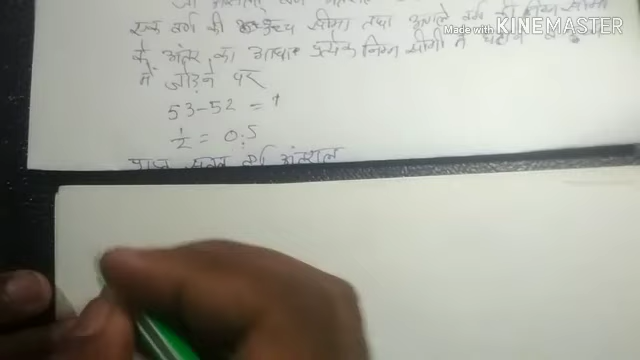 Made with KINEMASTER
एक वर्ग की उच्च सीमा तथा अगले वर्ग की निम्न सीमा
के अंतर का आधा प्रत्येक निम्न सीमा में घटाने
में जोड़ने पर
53-52 = 1
1/2 = 0.5
वर्ग अंतराल